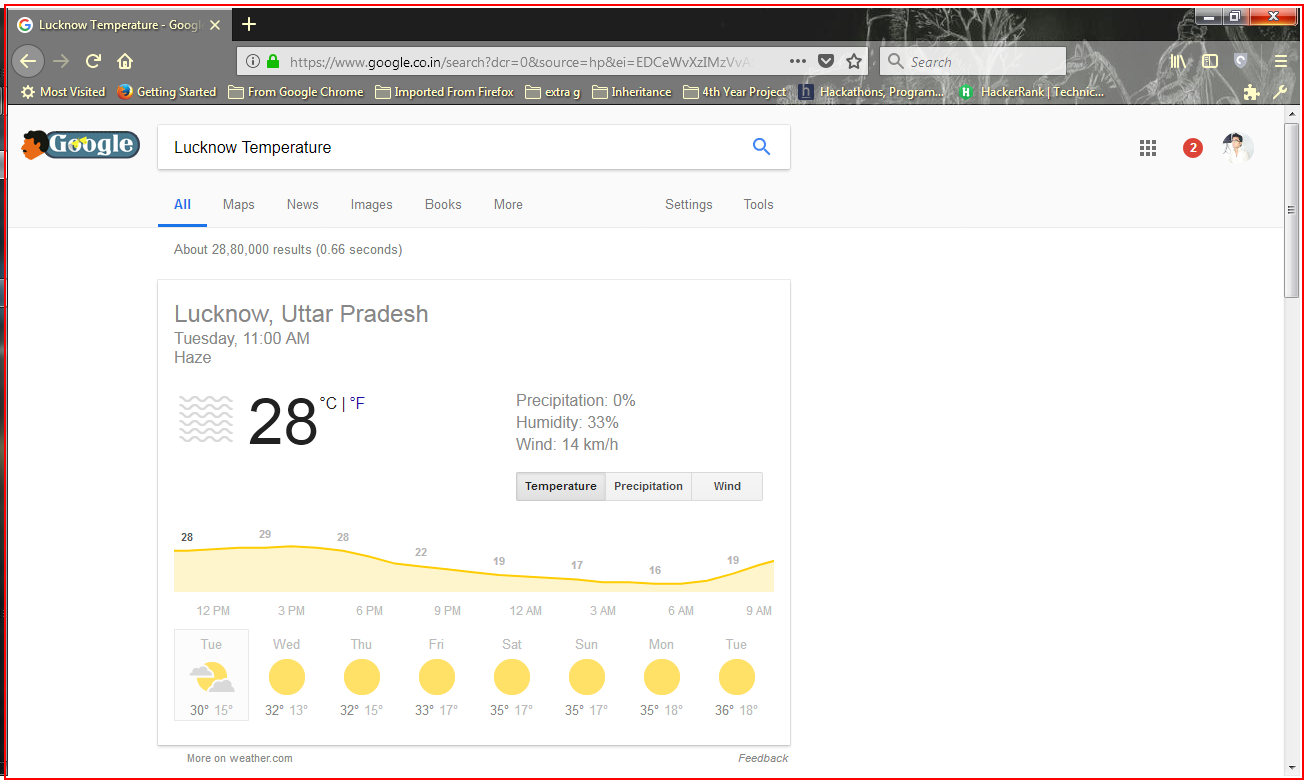 Lucknow Temperature - Googl
https://www.google.co.in/search?dcr=0&source=hp&ei=EDCeWvXzIMzVvA
Search
Most Visited Getting Started From Google Chrome Imported From Firefox extra g Inheritance 4th Year Project Hackathons, Program... HackerRank | Technic...
Google Lucknow Temperature 2
All Maps News Images Books More Settings Tools
About 28,80,000 results (0.66 seconds)
Lucknow, Uttar Pradesh
Tuesday, 11:00 AM
Haze
28 °C | °F
Precipitation: 0%
Humidity: 33%
Wind: 14 km/h
Temperature Precipitation Wind
28 29 28 22 19 17 16 19
12 PM 3 PM 6 PM 9 PM 12 AM 3 AM 6 AM 9 AM
Tue Wed Thu Fri Sat Sun Mon Tue
30° 15° 32° 13° 32° 15° 33° 17° 35° 17° 35° 17° 35° 18° 36° 18°
More on weather.com Feedback